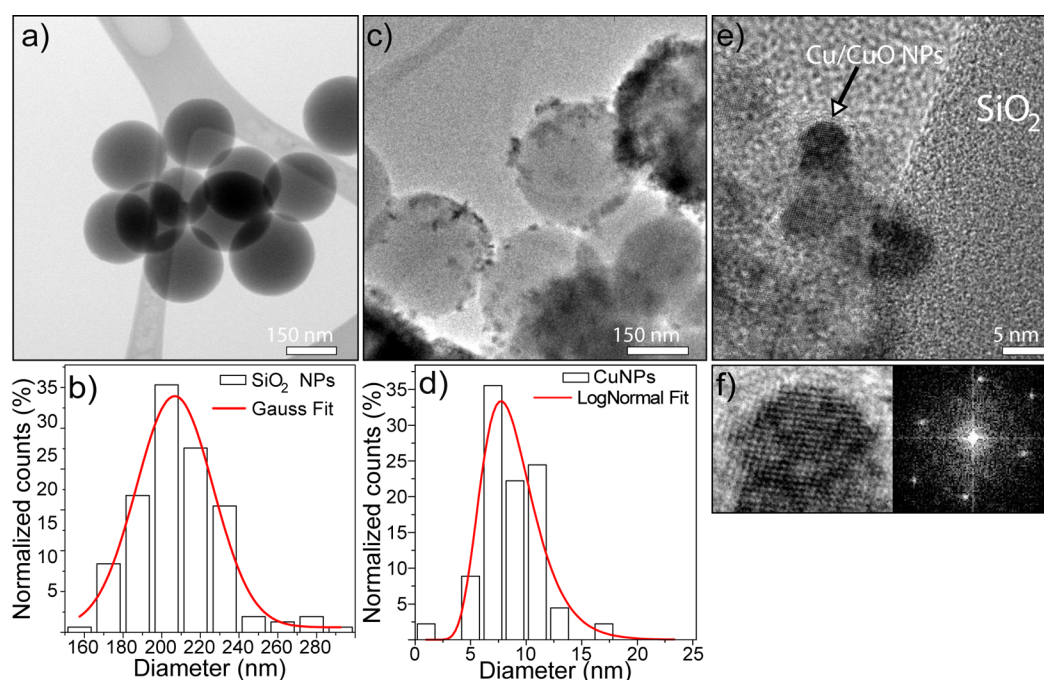 a)
150 nm
c)
150 nm
e)
Cu/CuO NPs
SiO₂
5 nm
b)
SiO₂ NPs
Gauss Fit
Normalized counts (%)
35
30
25
20
15
10
5
160 180 200 220 240 260 280
Diameter (nm)
d)
CuNPs
LogNormal Fit
Normalized counts (%)
35
30
25
20
15
10
5
0 5 10 15 20 25
Diameter (nm)
f)